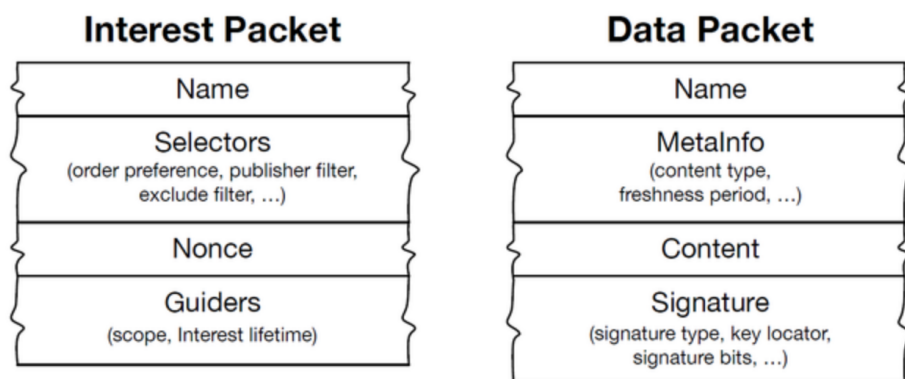 Interest Packet
Name
Selectors
(order preference, publisher filter,
exclude filter, ...)
Nonce
Guiders
(scope, Interest lifetime)
Data Packet
Name
MetaInfo
(content type,
freshness period, ...)
Content
Signature
(signature type, key locator,
signature bits, ...)